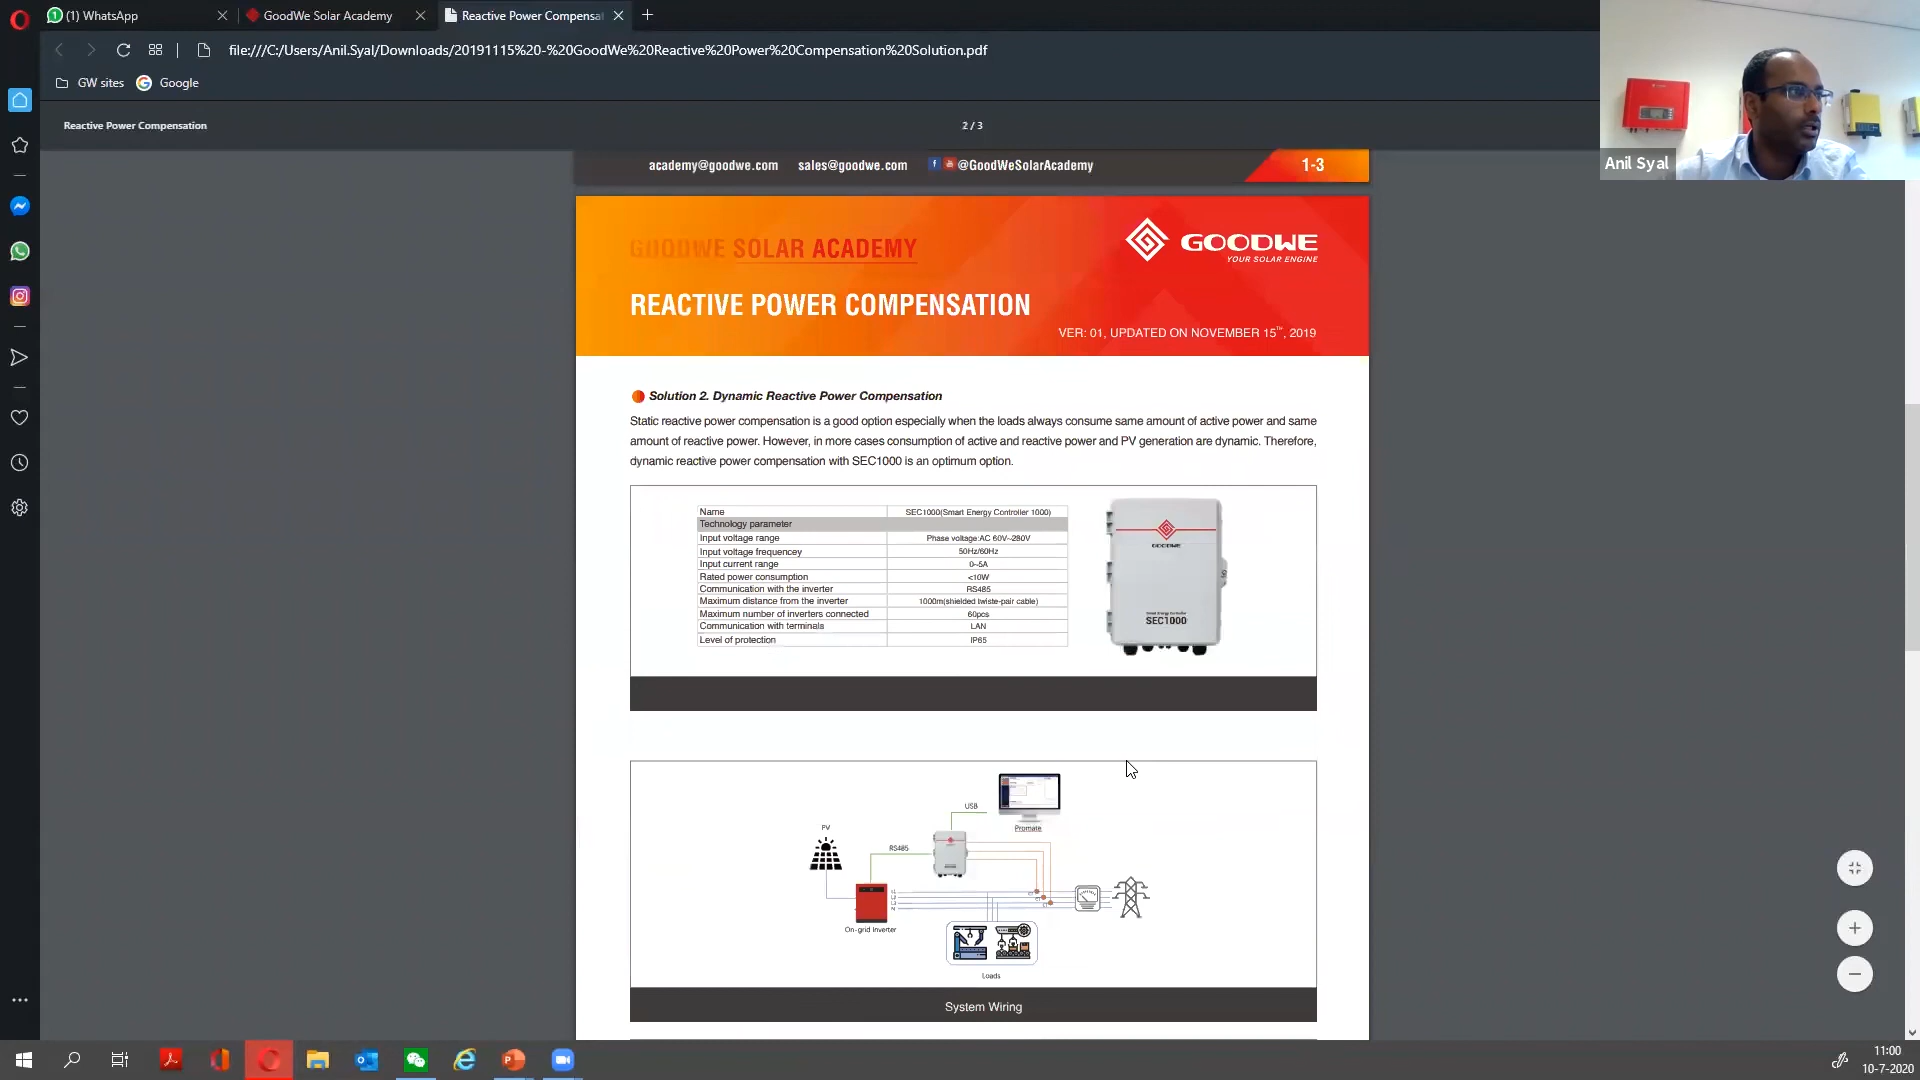 (1) WhatsApp
GoodWe Solar Academy
Reactive Power Compensa
file:///C:/Users/Anil.Syal/Downloads/20191115%20-%20GoodWe%20Reactive%20Power%20Compensation%20Solution.pdf
GW sites
Google
Reactive Power Compensation
2 / 3
Anil Syal
academy@goodwe.com sales@goodwe.com @GoodWeSolarAcademy
1-3
GOODWE SOLAR ACADEMY
GOODWE
YOUR SOLAR ENGINE
REACTIVE POWER COMPENSATION
VER: 01, UPDATED ON NOVEMBER 15TH, 2019
Solution 2. Dynamic Reactive Power Compensation
Static reactive power compensation is a good option especially when the loads always consume same amount of active power and same
amount of reactive power. However, in more cases consumption of active and reactive power and PV generation are dynamic. Therefore,
dynamic reactive power compensation with SEC1000 is an optimum option.
Name SEC1000(Smart Energy Controller 1000)
Technology parameter
Input voltage range Phase voltage:AC 60V~280V
Input voltage frequencey 50Hz/60Hz
Input current range 0~5A
Rated power consumption <10W
Communication with the inverter RS485
Maximum distance from the inverter 1000m(shielded twiste-pair cable)
Maximum number of inverters connected 60pcs
Communication with terminals LAN
Level of protection IP65
GOODWE
Smart Energy Controller
SEC1000
USB
Promate
PV
RS485
L1
L2
L3
N
On-grid Inverter
Loads
System Wiring
11:00
10-7-2020